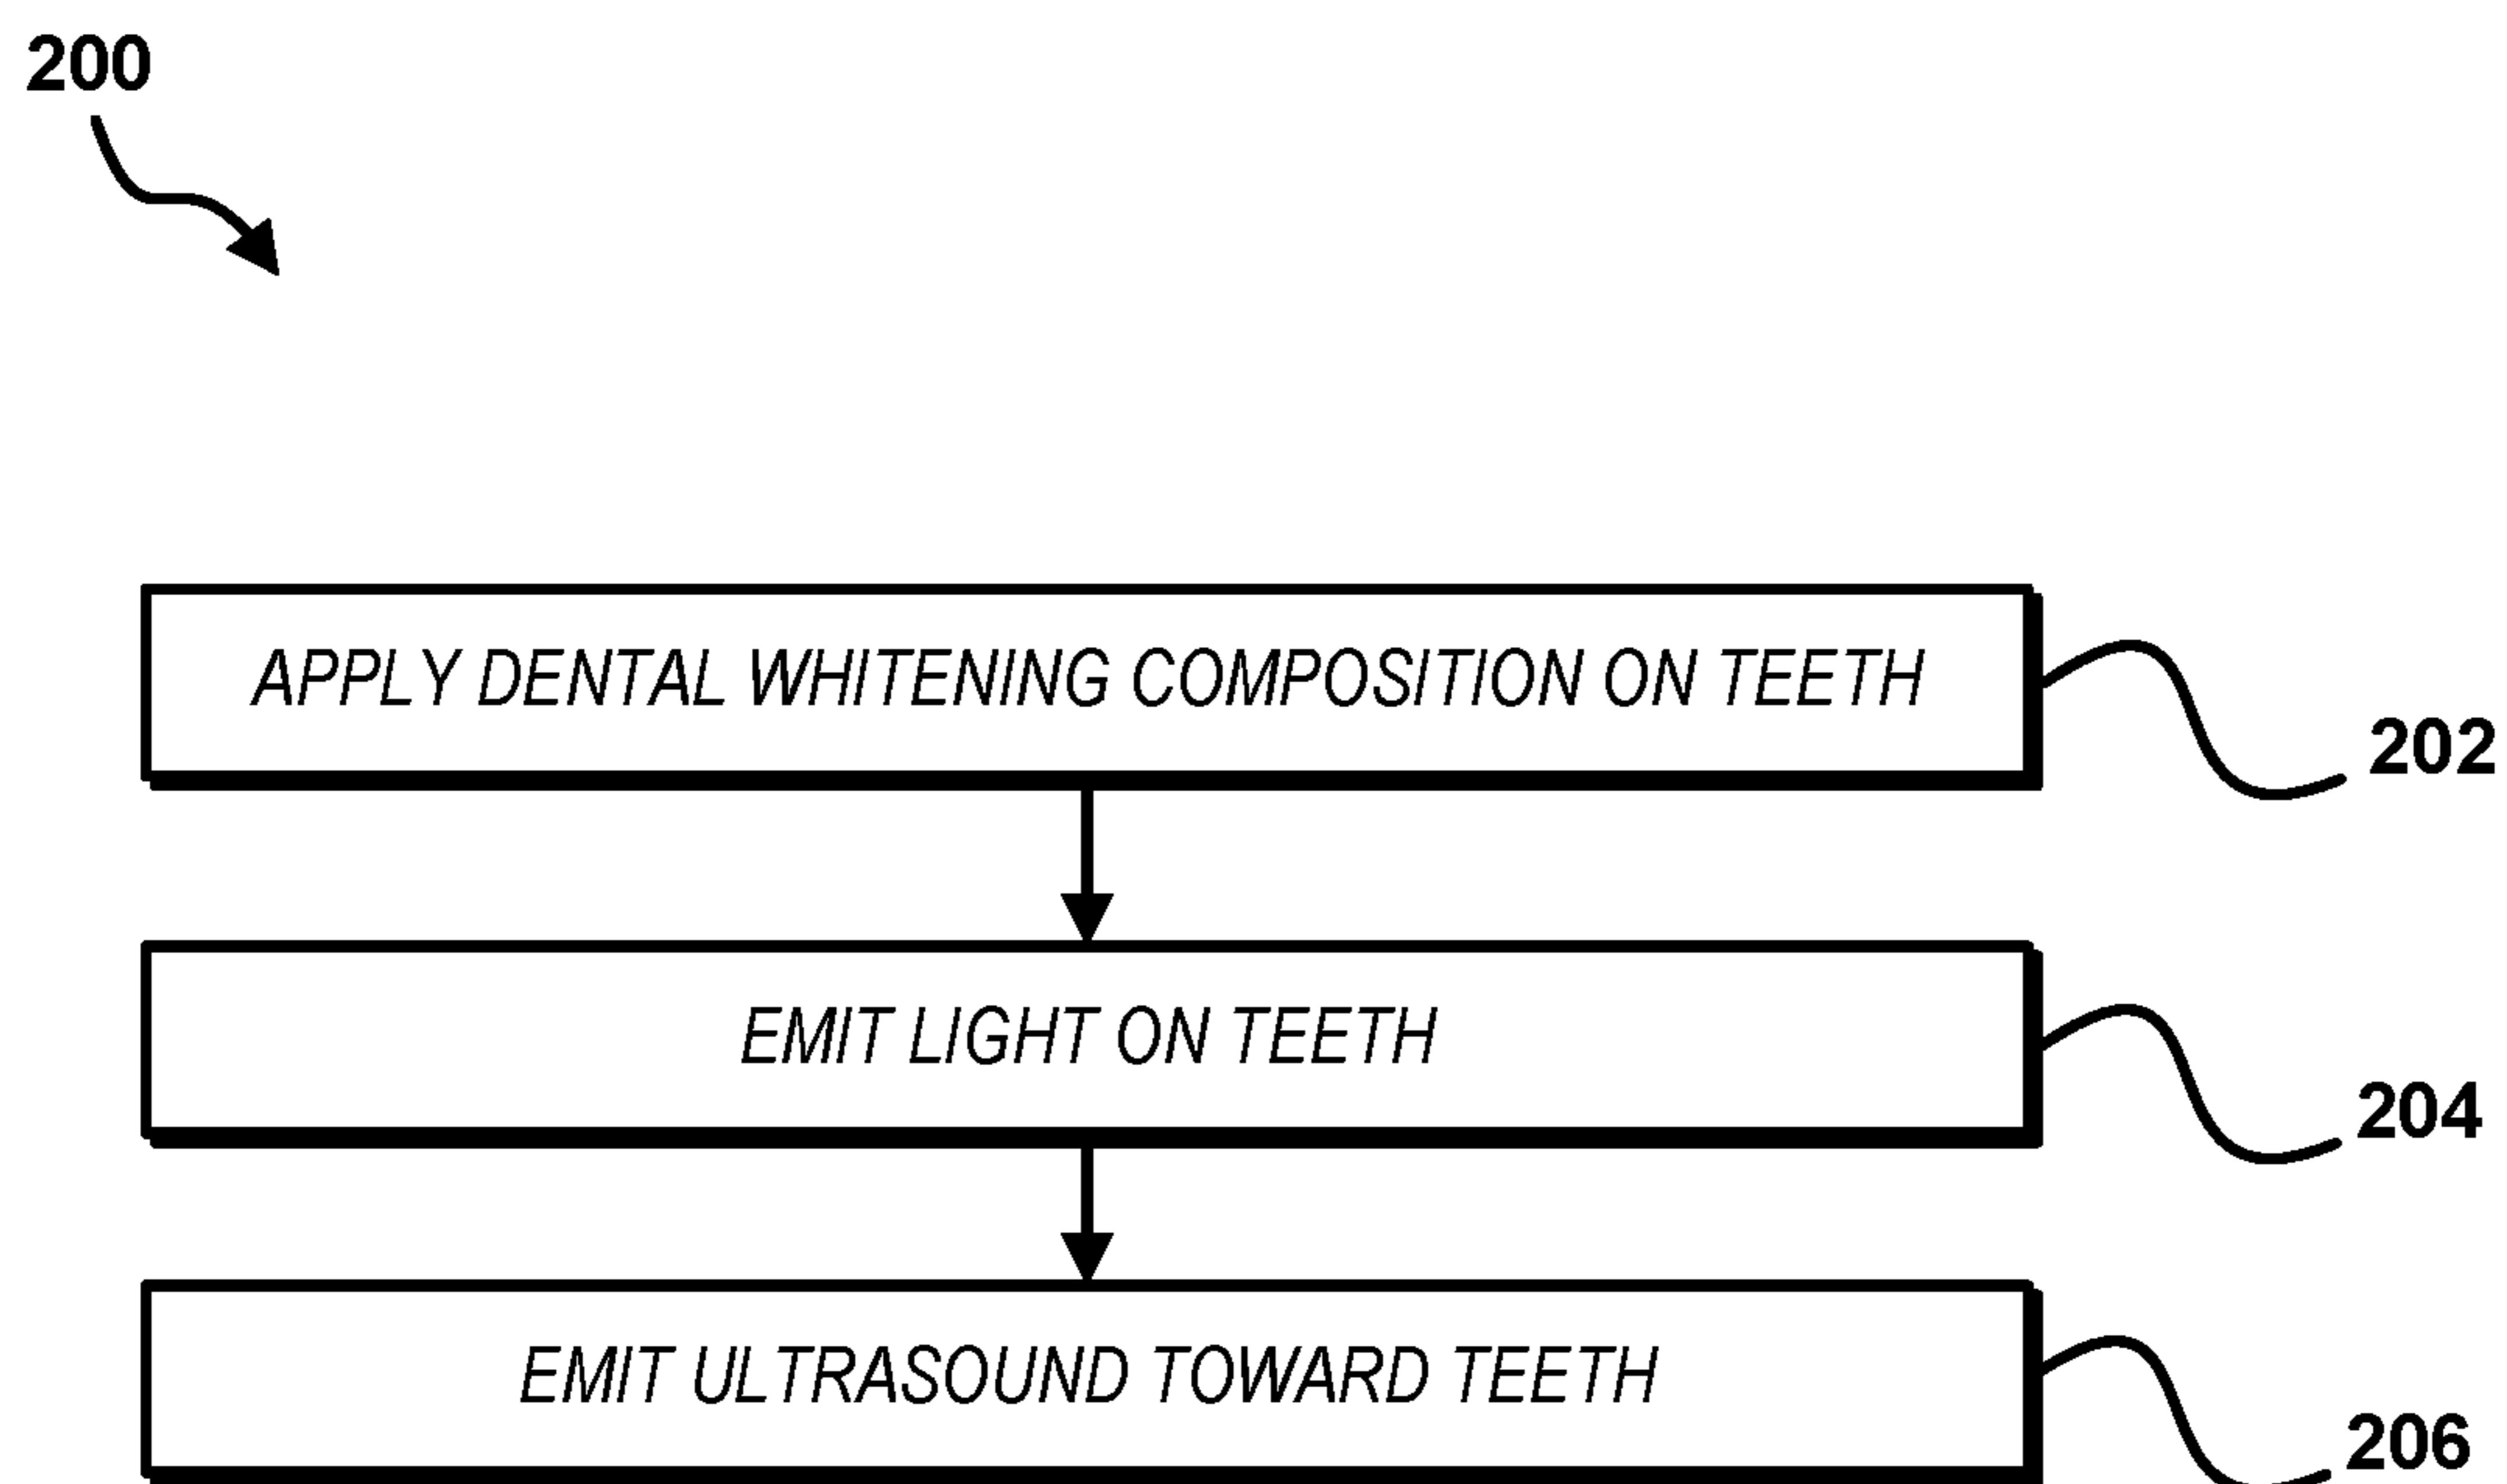 200
APPLY DENTAL WHITENING COMPOSITION ON TEETH
202
EMIT LIGHT ON TEETH
204
EMIT ULTRASOUND TOWARD TEETH
206